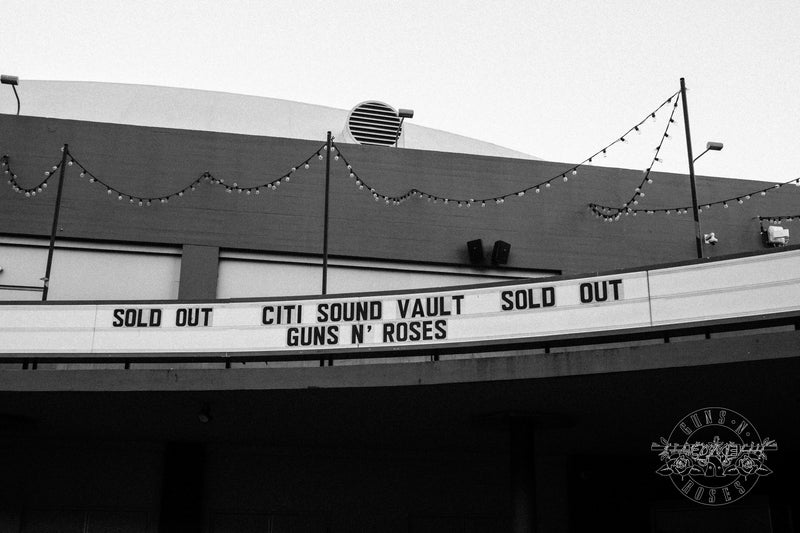 SOLD OUT CITI SOUND VAULT SOLD OUT
GUNS N' ROSES
GUNS · N ·
ROSES